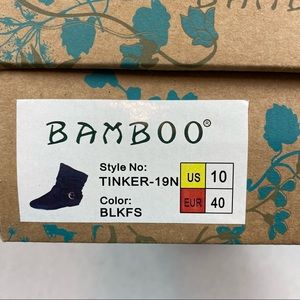 BAMBOO®
Style No:
TINKER-19N
Color:
BLKFS
US 10
EUR 40